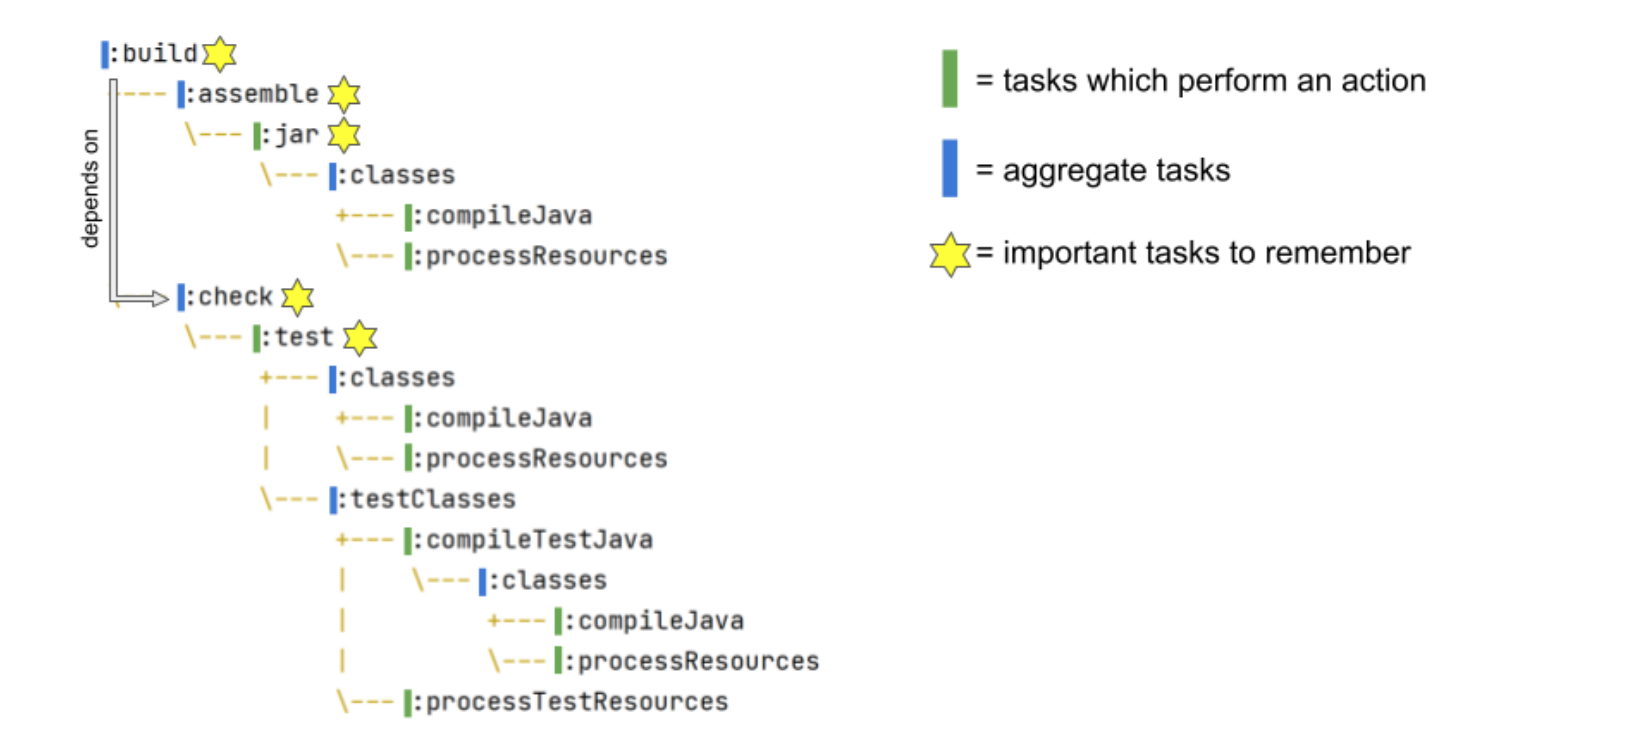 :build
---- :assemble
\--- :jar
\--- :classes
+--- :compileJava
\--- :processResources
:check
\--- :test
+--- :classes
| +--- :compileJava
| \--- :processResources
\--- :testClasses
+--- :compileTestJava
| \--- :classes
| +--- :compileJava
| \--- :processResources
\--- :processTestResources
depends on
= tasks which perform an action
= aggregate tasks
= important tasks to remember